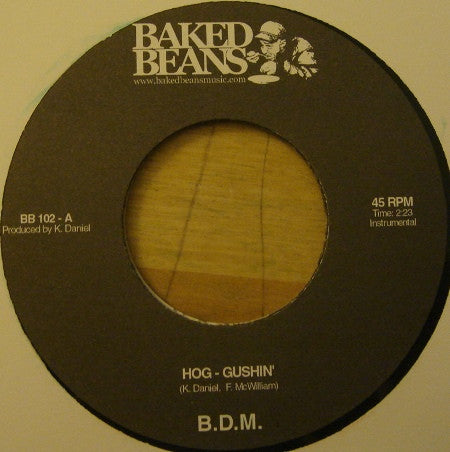 BAKED
BEANS
www.bakedbeansmusic.com
BB 102 - A
Produced by K. Daniel
45 RPM
Time: 2:23
Instrumental
HOG - GUSHIN'
(K. Daniel, F. McWilliam)
B.D.M.